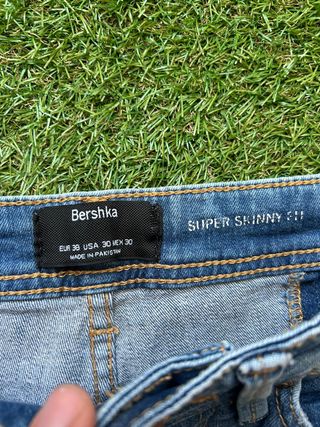 Bershka
EUR 38 USA 30 MEX 30
MADE IN PAKISTAN
SUPER SKINNY FIT